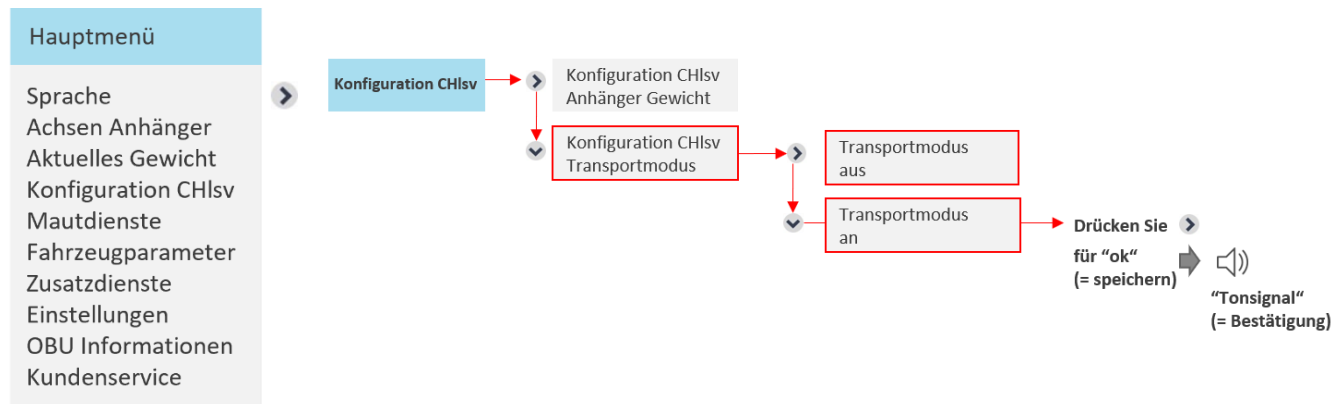 Hauptmenü
Sprache
Achsen Anhänger
Aktuelles Gewicht
Konfiguration CHlsv
Mautdienste
Fahrzeugparameter
Zusatzdienste
Einstellungen
OBU Informationen
Kundenservice
Konfiguration CHlsv
Konfiguration CHlsv
Anhänger Gewicht
Konfiguration CHlsv
Transportmodus
Transportmodus
aus
Transportmodus
an
Drücken Sie
für “ok“
(= speichern)
“Tonsignal“
(= Bestätigung)